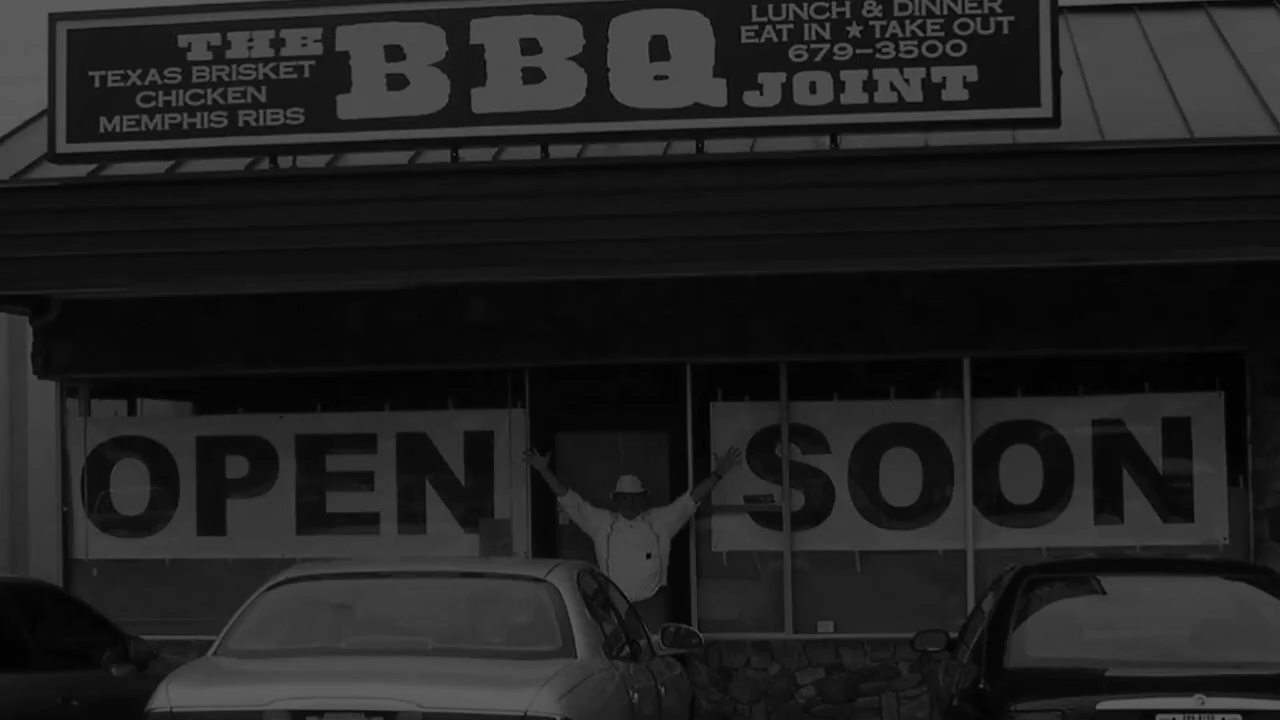 THE
TEXAS BRISKET
CHICKEN
MEMPHIS RIBS
BBQ
LUNCH & DINNER
EAT IN ★ TAKE OUT
679-3500
JOINT
OPEN SOON